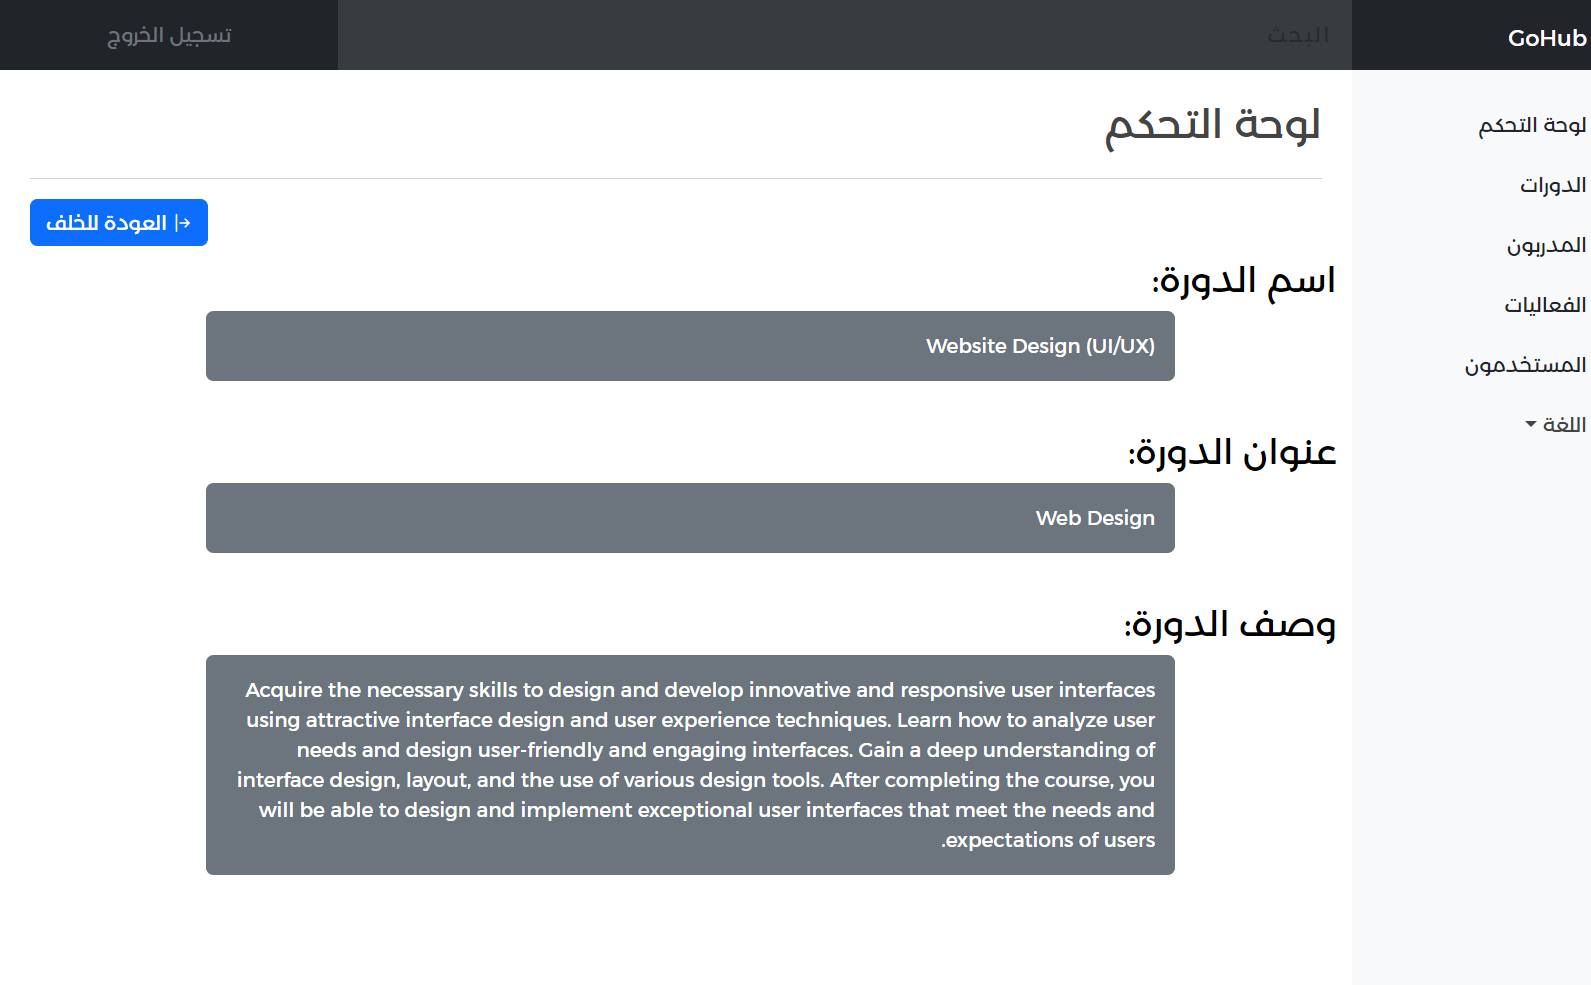 GoHub
البحث
تسجيل الخروج
لوحة التحكم
الدورات
المدربون
الفعاليات
المستخدمون
اللغة
لوحة التحكم
العودة للخلف
اسم الدورة:
Website Design (UI/UX)
عنوان الدورة:
Web Design
وصف الدورة:
Acquire the necessary skills to design and develop innovative and responsive user interfaces
using attractive interface design and user experience techniques. Learn how to analyze user
needs and design user-friendly and engaging interfaces. Gain a deep understanding of
interface design, layout, and the use of various design tools. After completing the course, you
will be able to design and implement exceptional user interfaces that meet the needs and
.expectations of users